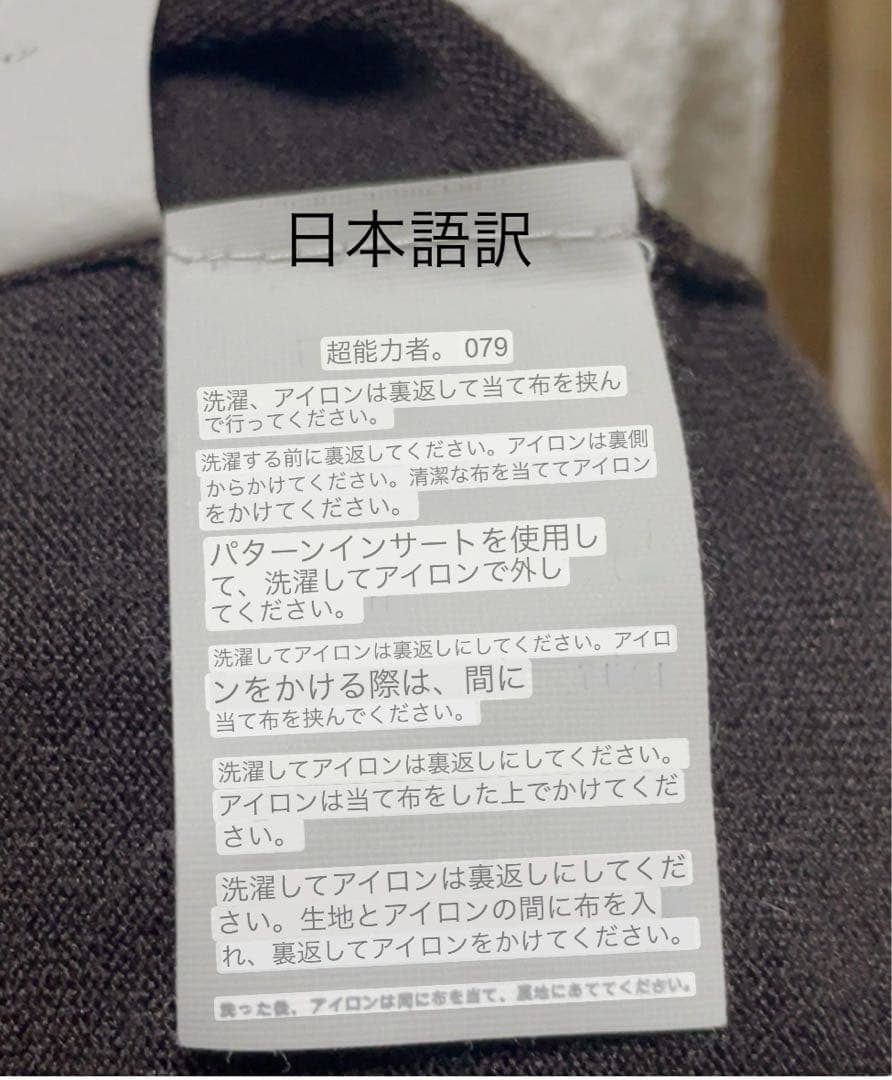 日本語訳
超能力者。 079
洗濯、アイロンは裏返して当て布を挟ん
で行ってください。
洗濯する前に裏返してください。アイロンは裏側
からかけてください。清潔な布を当ててアイロン
をかけてください。
パターンインサートを使用し
て、洗濯してアイロンで外し
てください。
洗濯してアイロンは裏返しにしてください。アイロ
ンをかける際は、間に
当て布を挟んでください。
洗濯してアイロンは裏返しにしてください。
アイロンは当て布をした上でかけてくだ
さい。
洗濯してアイロンは裏返しにしてくだ
さい。生地とアイロンの間に布を入
れ、裏返してアイロンをかけてください。
洗った後、アイロンは同に布を当て、裏地にあててください。